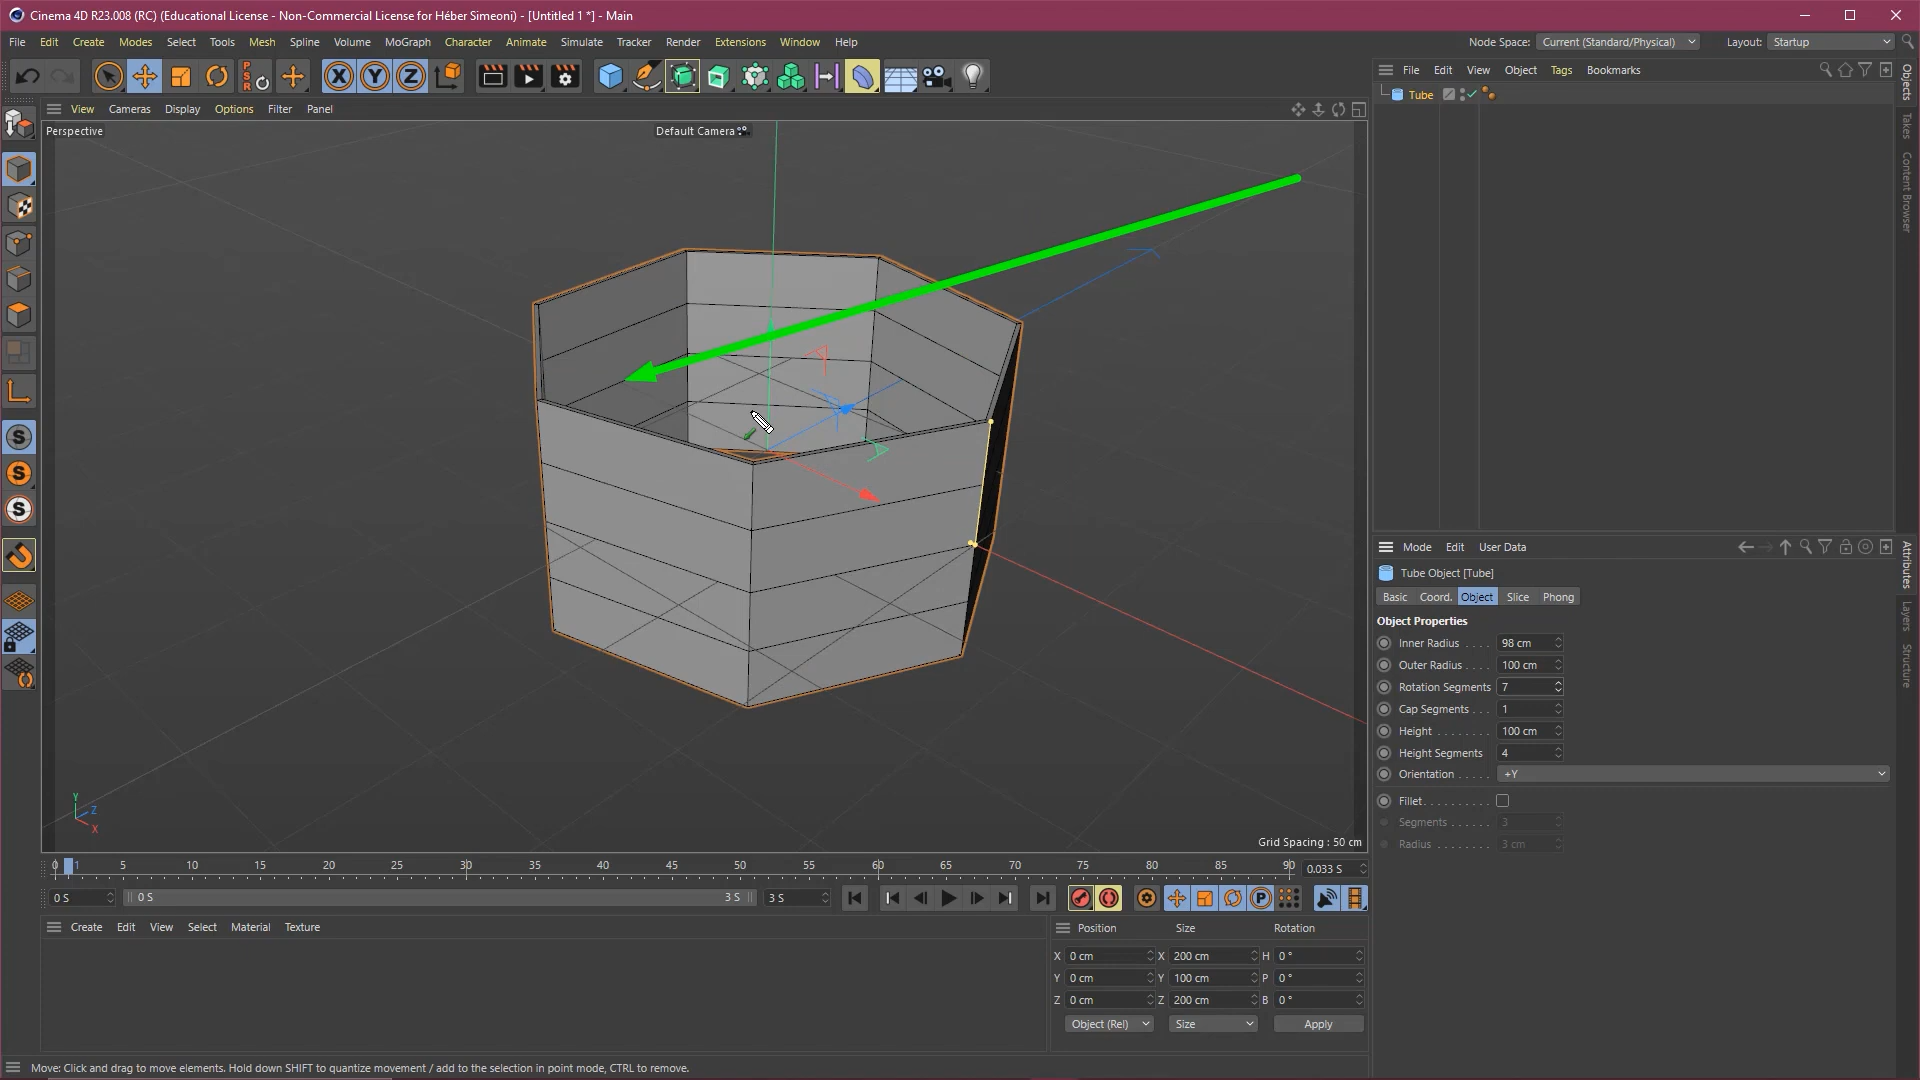 Cinema 4D R23.008 (RC) (Educational License - Non-Commercial License for Héber Simeoni) - [Untitled 1 *] - Main
File Edit Create Modes Select Tools Mesh Spline Volume MoGraph Character Animate Simulate Tracker Render Extensions Window Help
Node Space: Current (Standard/Physical) Layout: Startup
P S R
X Y Z
View Cameras Display Options Filter Panel
Perspective
Default Camera
S
S
S
Y
Z
X
Grid Spacing : 50 cm
File Edit View Object Tags Bookmarks
Tube
Objects
Takes
Content Browser
Mode Edit User Data
Tube Object [Tube]
Basic Coord. Object Slice Phong
Object Properties
Inner Radius . . . . 98 cm
Outer Radius . . . . 100 cm
Rotation Segments 7
Cap Segments . . . 1
Height . . . . . . . . 100 cm
Height Segments 4
Orientation . . . . . +Y
Fillet. . . . . . . . . .
Segments . . . . . . 3
Radius . . . . . . . . 3 cm
Attributes
Layers
Structure
0 1 5 10 15 20 25 30 35 40 45 50 55 60 65 70 75 80 85 90 0.033 S
0 S 0 S 3 S 3 S
P
Create Edit View Select Material Texture
Position Size Rotation
X 0 cm X 200 cm H 0 °
Y 0 cm Y 100 cm P 0 °
Z 0 cm Z 200 cm B 0 °
Object (Rel) Size Apply
Move: Click and drag to move elements. Hold down SHIFT to quantize movement / add to the selection in point mode, CTRL to remove.